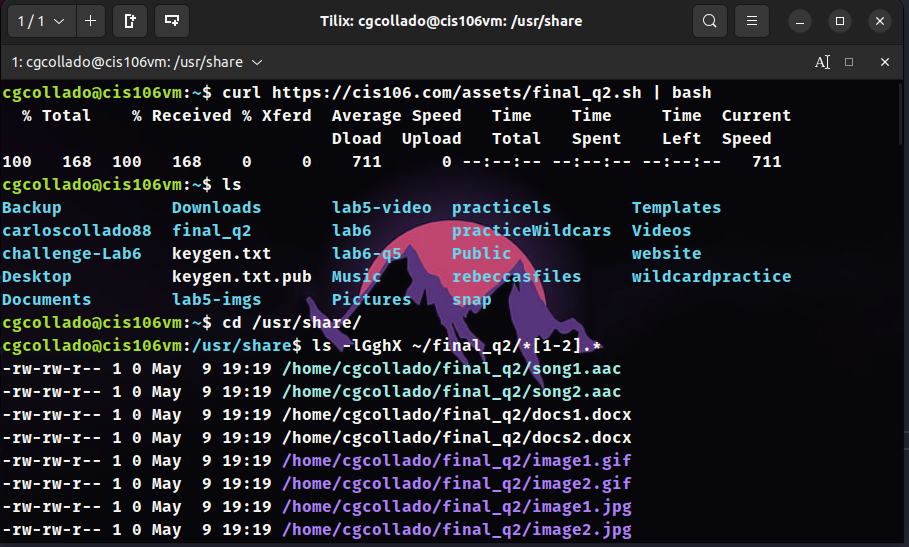 1 / 1
Tilix: cgcollado@cis106vm: /usr/share
1: cgcollado@cis106vm: /usr/share
cgcollado@cis106vm:~$ curl https://cis106.com/assets/final_q2.sh | bash
  % Total    % Received % Xferd  Average Speed   Time    Time     Time  Current
                                 Dload  Upload   Total   Spent    Left  Speed
100   168  100   168    0     0    711      0 --:--:-- --:--:-- --:--:--   711
cgcollado@cis106vm:~$ ls
Backup           Downloads       lab5-video  practicels        Templates
carloscollado88  final_q2        lab6        practiceWildcars  Videos
challenge-Lab6   keygen.txt      lab6-q5     Public            website
Desktop          keygen.txt.pub  Music       rebeccasfiles     wildcardpractice
Documents        lab5-imgs       Pictures    snap
cgcollado@cis106vm:~$ cd /usr/share/
cgcollado@cis106vm:/usr/share$ ls -lGghX ~/final_q2/*[1-2].*
-rw-rw-r-- 1 0 May  9 19:19 /home/cgcollado/final_q2/song1.aac
-rw-rw-r-- 1 0 May  9 19:19 /home/cgcollado/final_q2/song2.aac
-rw-rw-r-- 1 0 May  9 19:19 /home/cgcollado/final_q2/docs1.docx
-rw-rw-r-- 1 0 May  9 19:19 /home/cgcollado/final_q2/docs2.docx
-rw-rw-r-- 1 0 May  9 19:19 /home/cgcollado/final_q2/image1.gif
-rw-rw-r-- 1 0 May  9 19:19 /home/cgcollado/final_q2/image2.gif
-rw-rw-r-- 1 0 May  9 19:19 /home/cgcollado/final_q2/image1.jpg
-rw-rw-r-- 1 0 May  9 19:19 /home/cgcollado/final_q2/image2.jpg